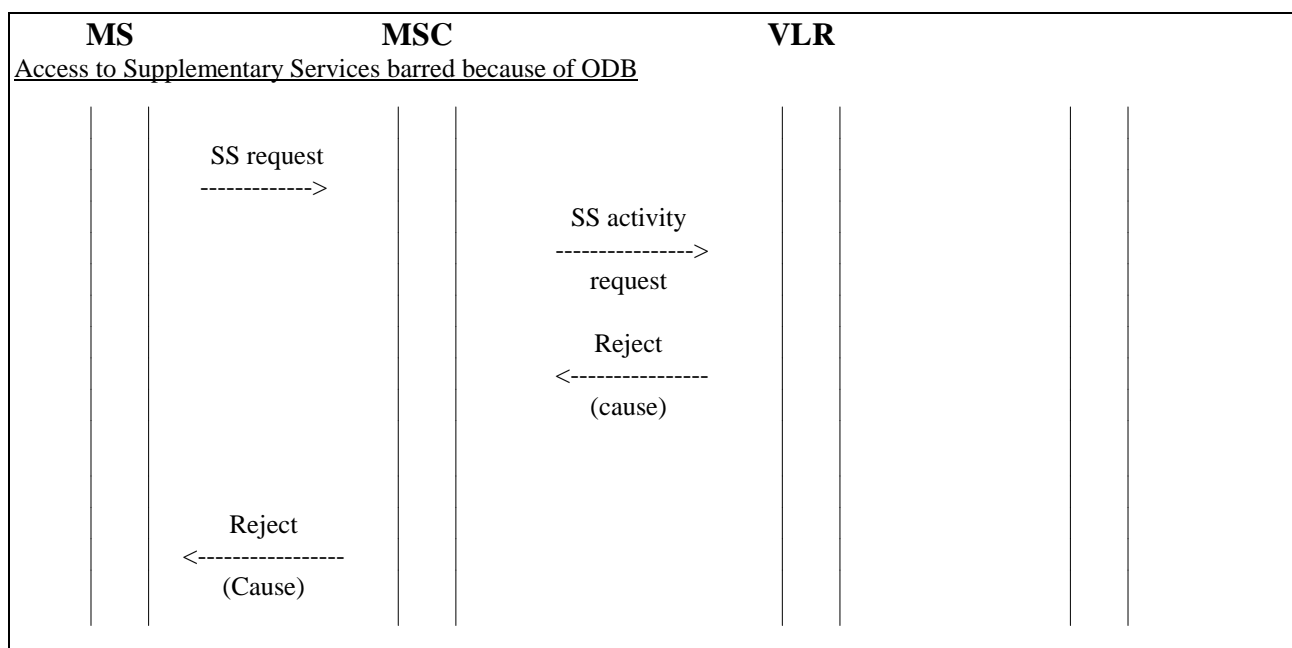 MS MSC VLR
Access to Supplementary Services barred because of ODB
SS request
------------->
SS activity
---------------->
request
Reject
<----------------
(cause)
Reject
<-----------------
(Cause)